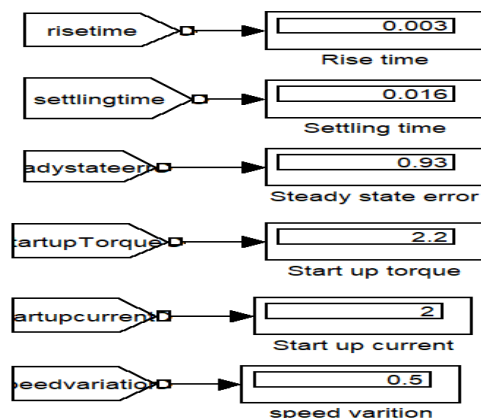 risetime 0.003
Rise time
settlingtime 0.016
Settling time
adystateerr 0.93
Steady state error
tartupTorque 2.2
Start up torque
artupcurrent 2
Start up current
peedvariation 0.5
speed varition